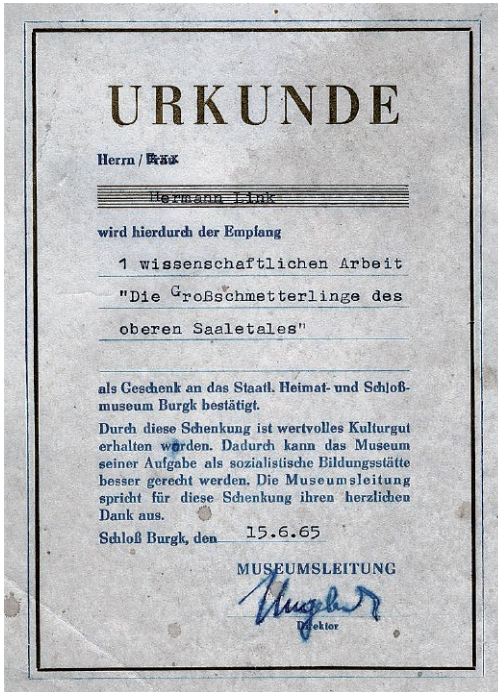 URKUNDE
Herrn / Frau
Hermann Link
wird hierdurch der Empfang
1 wissenschaftlichen Arbeit
"Die Großschmetterlinge des
oberen Saaletales"
als Geschenk an das Staatl. Heimat- und Schloß-
museum Burgk bestätigt.
Durch diese Schenkung ist wertvolles Kulturgut
erhalten worden. Dadurch kann das Museum
seiner Aufgabe als sozialistische Bildungsstätte
besser gerecht werden. Die Museumsleitung
spricht für diese Schenkung ihren herzlichen
Dank aus.
Schloß Burgk, den 15.6.65
MUSEUMSLEITUNG
Direktor